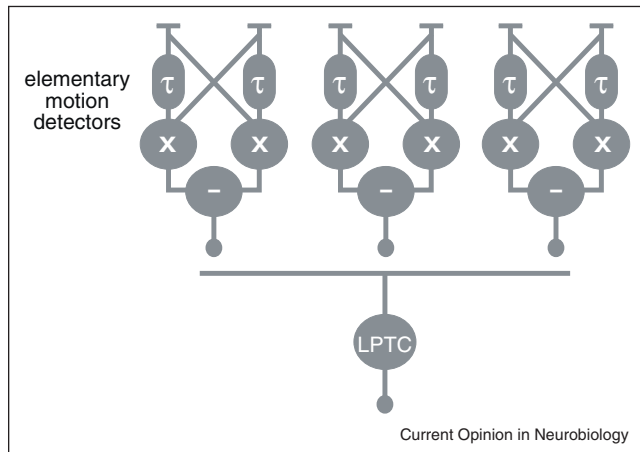 elementary
motion
detectors
τ τ τ τ τ τ
x x x x x x
- - -
LPTC
Current Opinion in Neurobiology